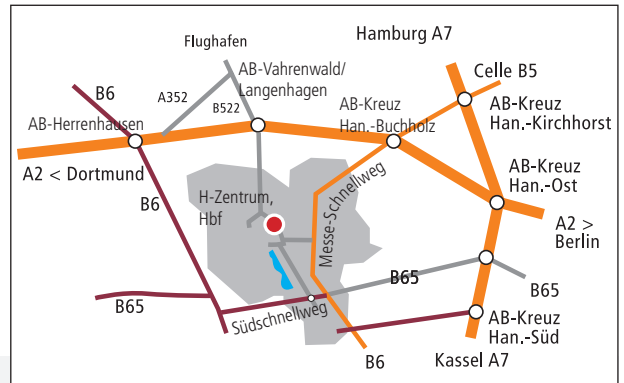 Hamburg A7
Flughafen
AB-Vahrenwald/
Langenhagen
Celle B5
B6
A352
B522
AB-Kreuz
Han.-Buchholz
AB-Kreuz
Han.-Kirchhorst
AB-Herrenhausen
A2 < Dortmund
AB-Kreuz
Han.-Ost
H-Zentrum,
Hbf
B6
Messe-Schnellweg
A2 >
Berlin
B65
B65
B65
Südschnellweg
AB-Kreuz
Han.-Süd
B6
Kassel A7